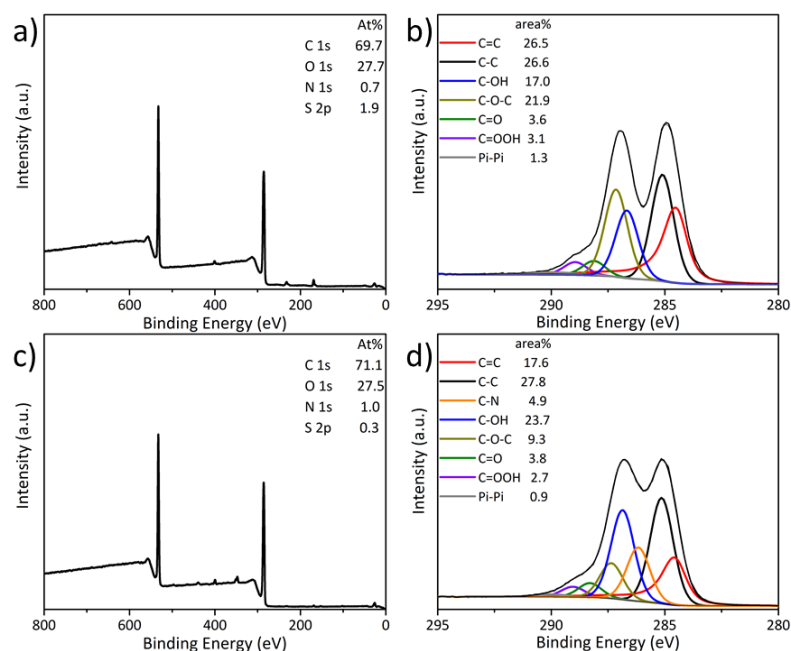 a)
At%
C 1s 69.7
O 1s 27.7
N 1s 0.7
S 2p 1.9
Intensity (a.u.)
800 600 400 200 0
Binding Energy (eV)
b)
area%
C=C 26.5
C-C 26.6
C-OH 17.0
C-O-C 21.9
C=O 3.6
C=OOH 3.1
Pi-Pi 1.3
Intensity (a.u.)
295 290 285 280
Binding Energy (eV)
c)
At%
C 1s 71.1
O 1s 27.5
N 1s 1.0
S 2p 0.3
Intensity (a.u.)
800 600 400 200 0
Binding Energy (eV)
d)
area%
C=C 17.6
C-C 27.8
C-N 4.9
C-OH 23.7
C-O-C 9.3
C=O 3.8
C=OOH 2.7
Pi-Pi 0.9
Intensity (a.u.)
295 290 285 280
Binding Energy (eV)